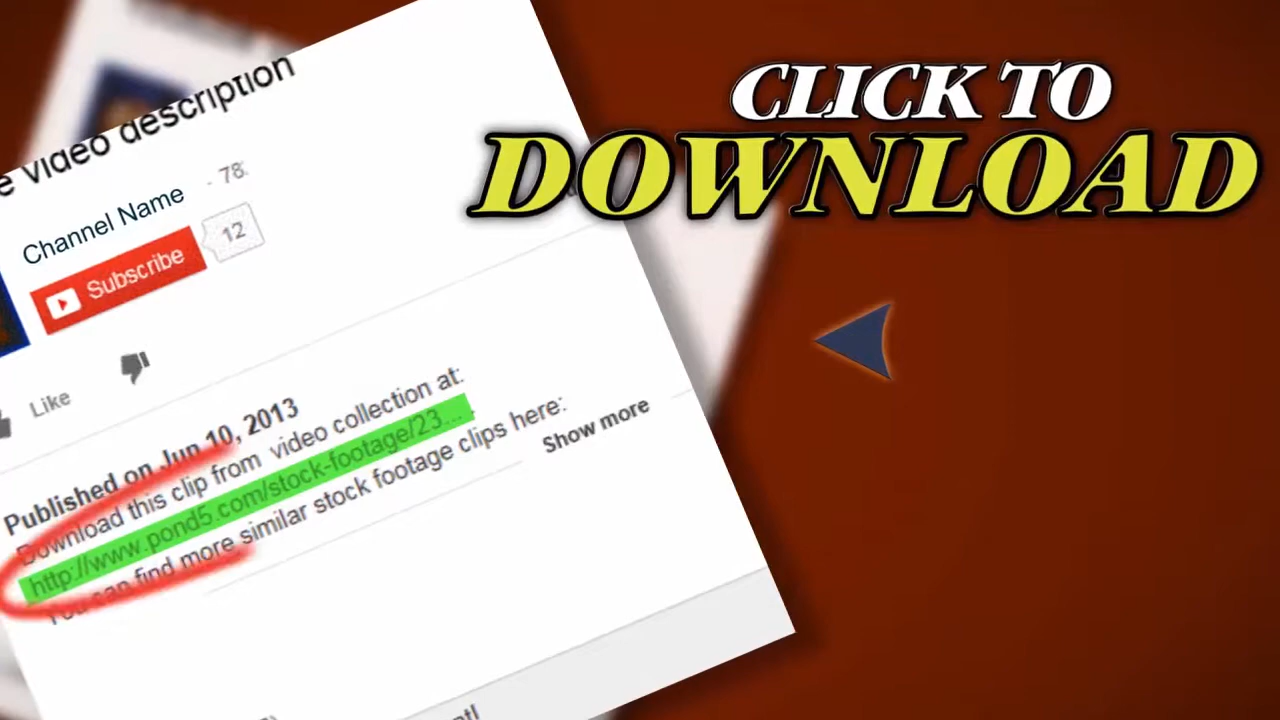 CLICK TO
DOWNLOAD
video description
Channel Name
Subscribe
12
Like
Published on Jun 10, 2013
Download this clip from video collection at:
http://www.pond5.com/stock-footage/23...
You can find more similar stock footage clips here:
Show more